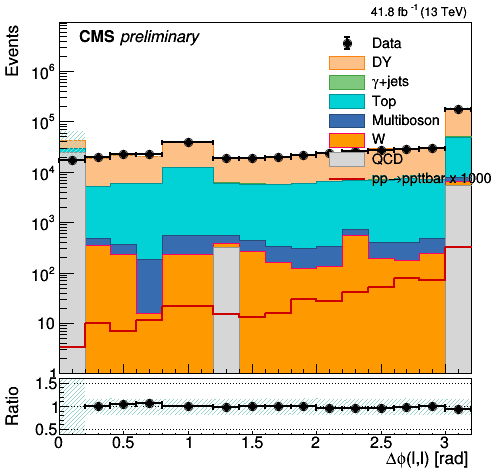 41.8 fb⁻¹ (13 TeV)
CMS preliminary
Events
Data
DY
γ+jets
Top
Multiboson
W
QCD
pp→ppttbar x 1000
10⁶
10⁵
10⁴
10³
10²
10
1
Ratio
1.5
1
0.5
0 0.5 1 1.5 2 2.5 3
Δϕ(l,l) [rad]